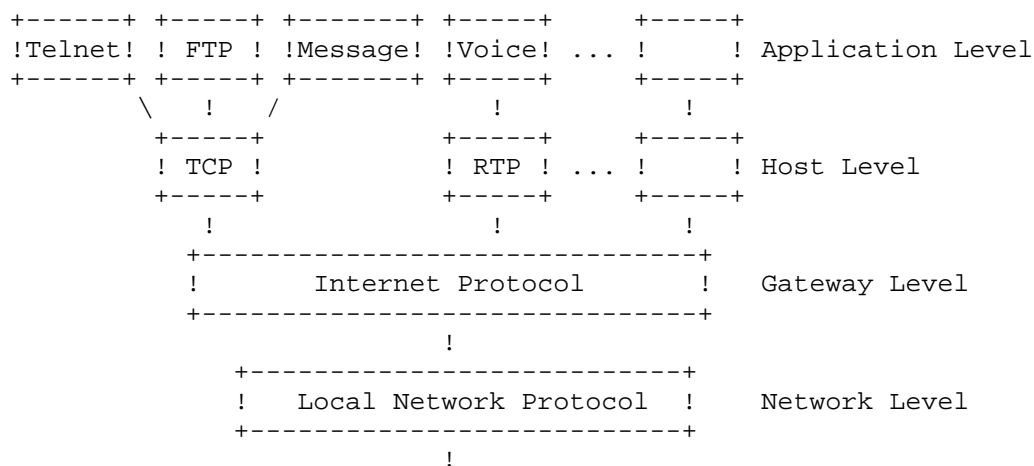 +------+ +-----+ +-------+ +-----+     +-----+
!Telnet! ! FTP ! !Message! !Voice! ... !     ! Application Level
+------+ +-----+ +-------+ +-----+     +-----+
        \   !   /             !           !
         +-----+           +-----+     +-----+
         ! TCP !           ! RTP ! ... !     ! Host Level
         +-----+           +-----+     +-----+
            !                 !           !
           +-------------------------------+
           !       Internet Protocol       !   Gateway Level
           +-------------------------------+
                           !
              +---------------------------+
              !   Local Network Protocol  !    Network Level
              +---------------------------+
                           !